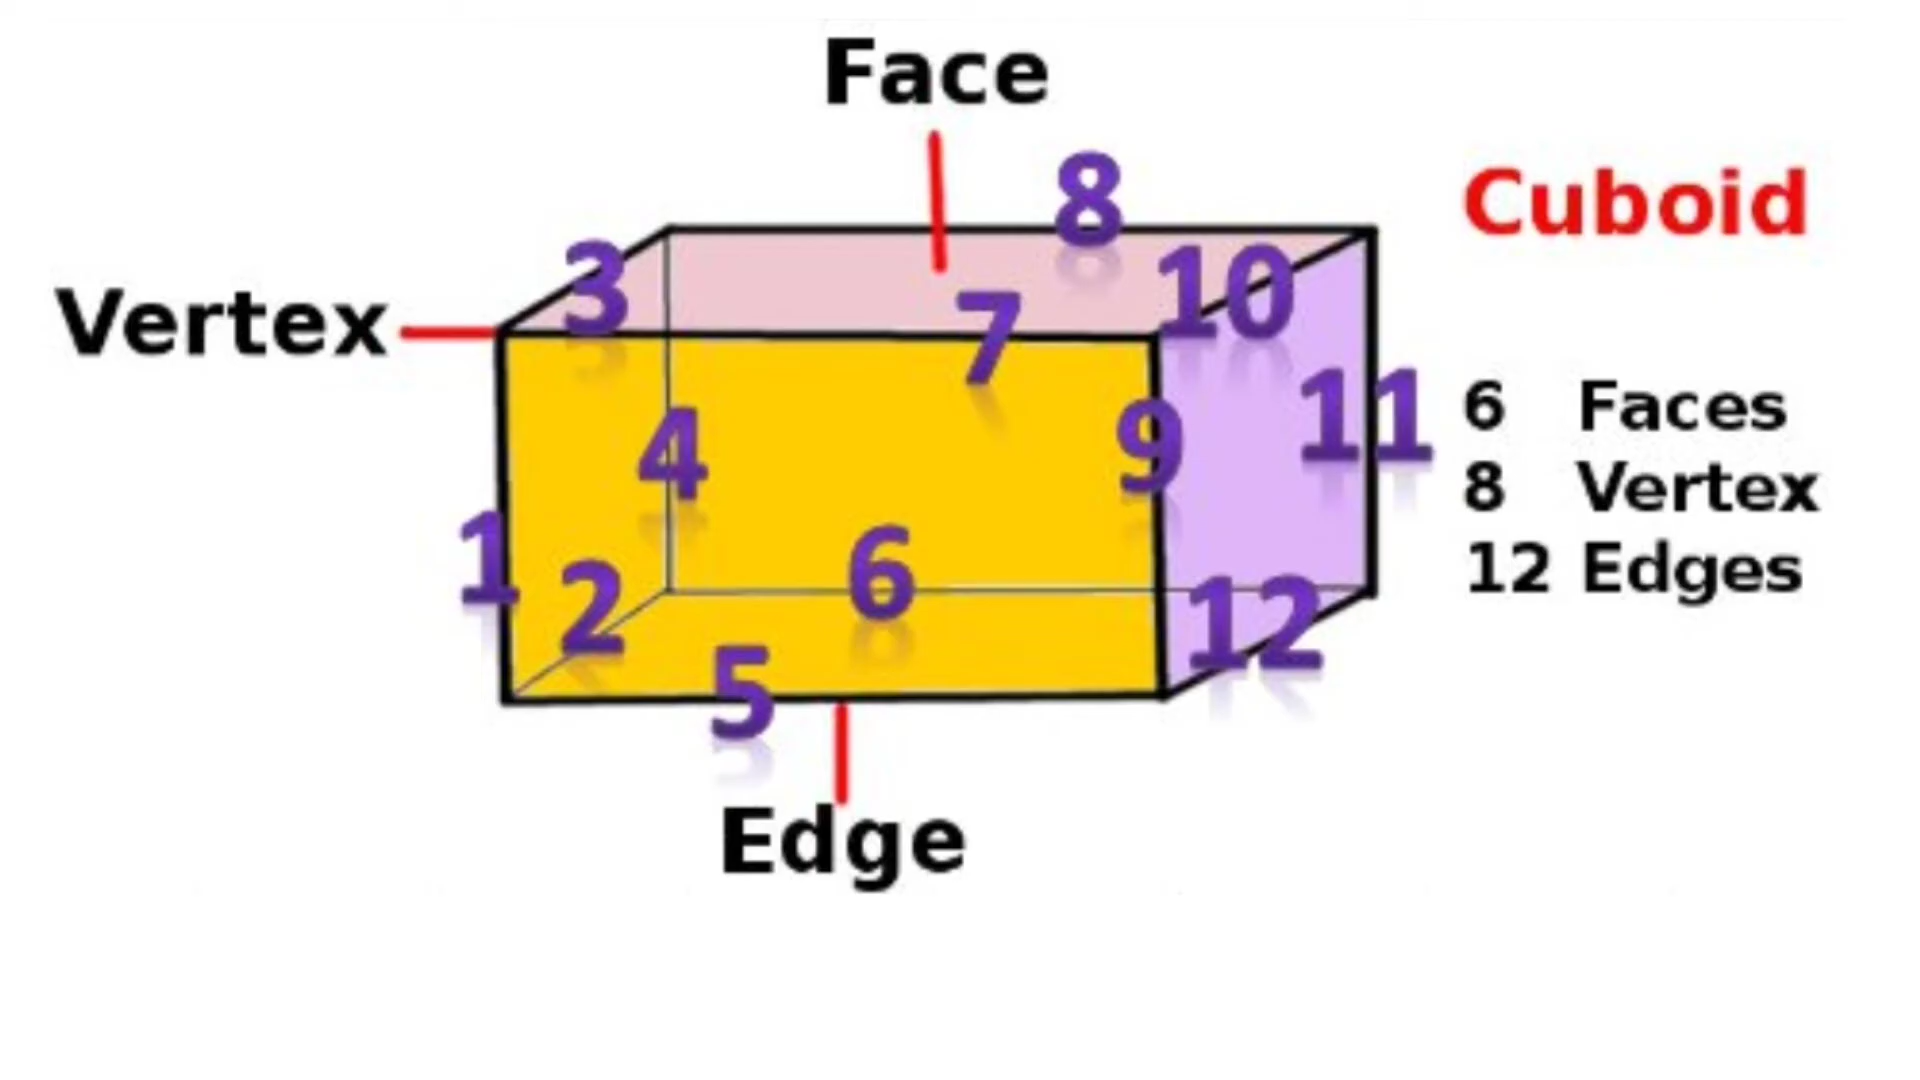 Face
8
Cuboid
3
10
7
Vertex
11
6 Faces
4
9
8 Vertex
1
6
12 Edges
2
12
5
Edge